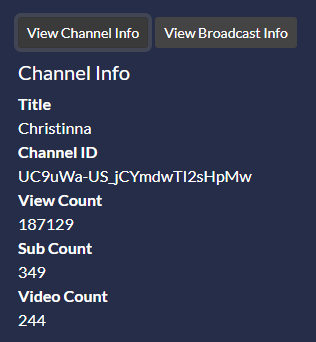 View Channel Info View Broadcast Info
Channel Info
Title
Christinna
Channel ID
UC9uWa-US_jCYmdwTI2sHpMw
View Count
187129
Sub Count
349
Video Count
244